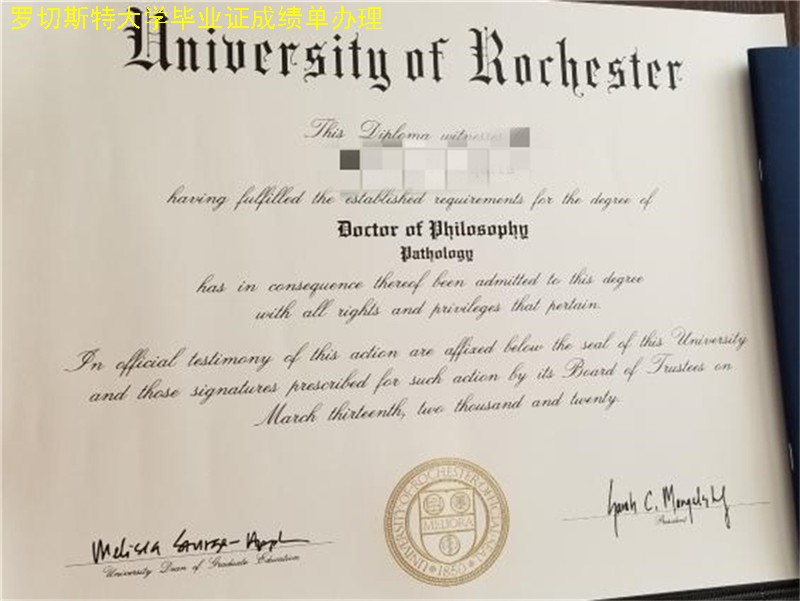 罗切斯特大学毕业证成绩单办理
University of Rochester
This Diploma witnesses
having fulfilled the established requirements for the degree of
Doctor of Philosophy
Pathology
has in consequence thereof been admitted to this degree
with all rights and privileges that pertain.
In official testimony of this action are affixed below the seal of this University
and those signatures prescribed for such action by its Board of Trustees on
March thirteenth, two thousand and twenty.
UNIVERSITY OF ROCHESTER OFFICIAL SEAL
MELIORA
1850
University Dean of Graduate Education
President